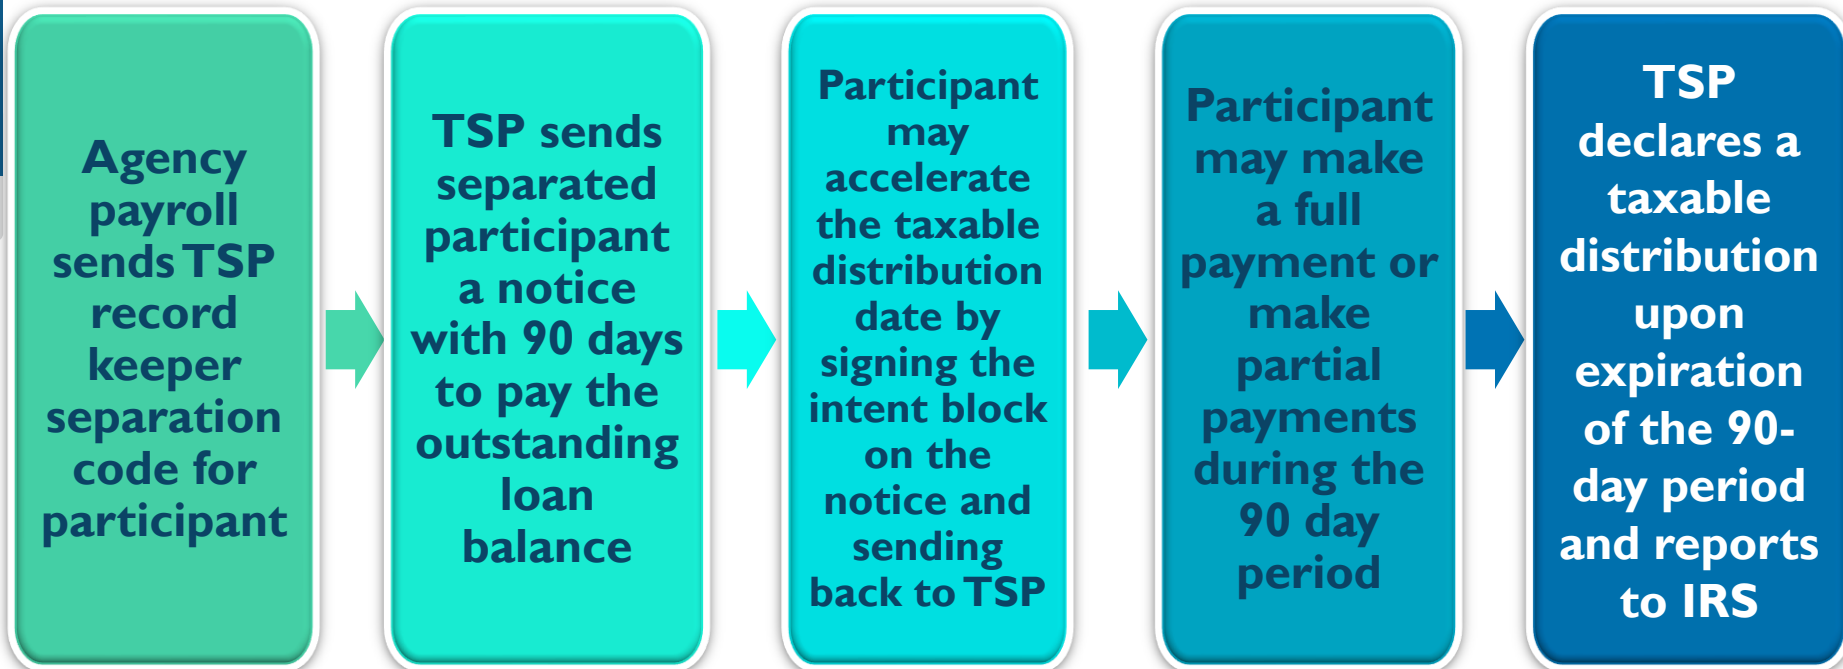 Agency
payroll
sends TSP
record
keeper
separation
code for
participant
TSP sends
separated
participant
a notice
with 90 days
to pay the
outstanding
loan
balance
Participant
may
accelerate
the taxable
distribution
date by
signing the
intent block
on the
notice and
sending
back to TSP
Participant
may make
a full
payment or
make
partial
payments
during the
90 day
period
TSP
declares a
taxable
distribution
upon
expiration
of the 90-
day period
and reports
to IRS